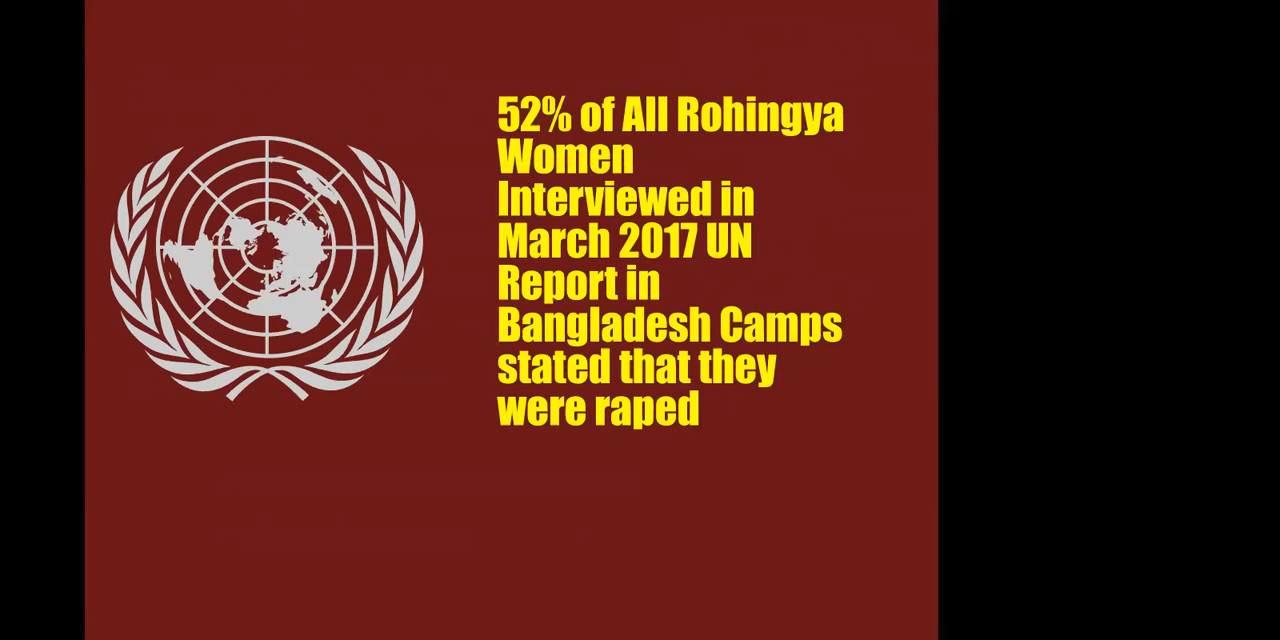 52% of All Rohingya
Women
Interviewed in
March 2017 UN
Report in
Bangladesh Camps
stated that they
were raped